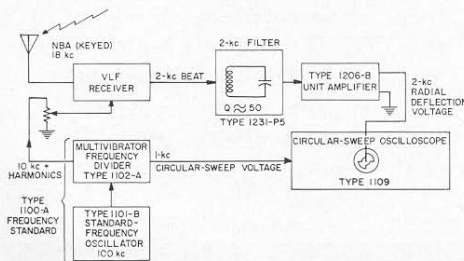 NBA (KEYED)
18 kc
VLF
RECEIVER
2-kc BEAT
2-kc FILTER
Q ≈ 50
TYPE 1231-P5
TYPE 1206-B
UNIT AMPLIFIER
2-kc
RADIAL
DEFLECTION
VOLTAGE
10 kc +
HARMONICS
TYPE
1100-A
FREQUENCY
STANDARD
MULTIVIBRATOR
FREQUENCY
DIVIDER
TYPE 1102-A
1-kc
CIRCULAR-SWEEP VOLTAGE
CIRCULAR-SWEEP OSCILLOSCOPE
TYPE 1109
TYPE 1101-B
STANDARD-
FREQUENCY
OSCILLATOR
100 kc